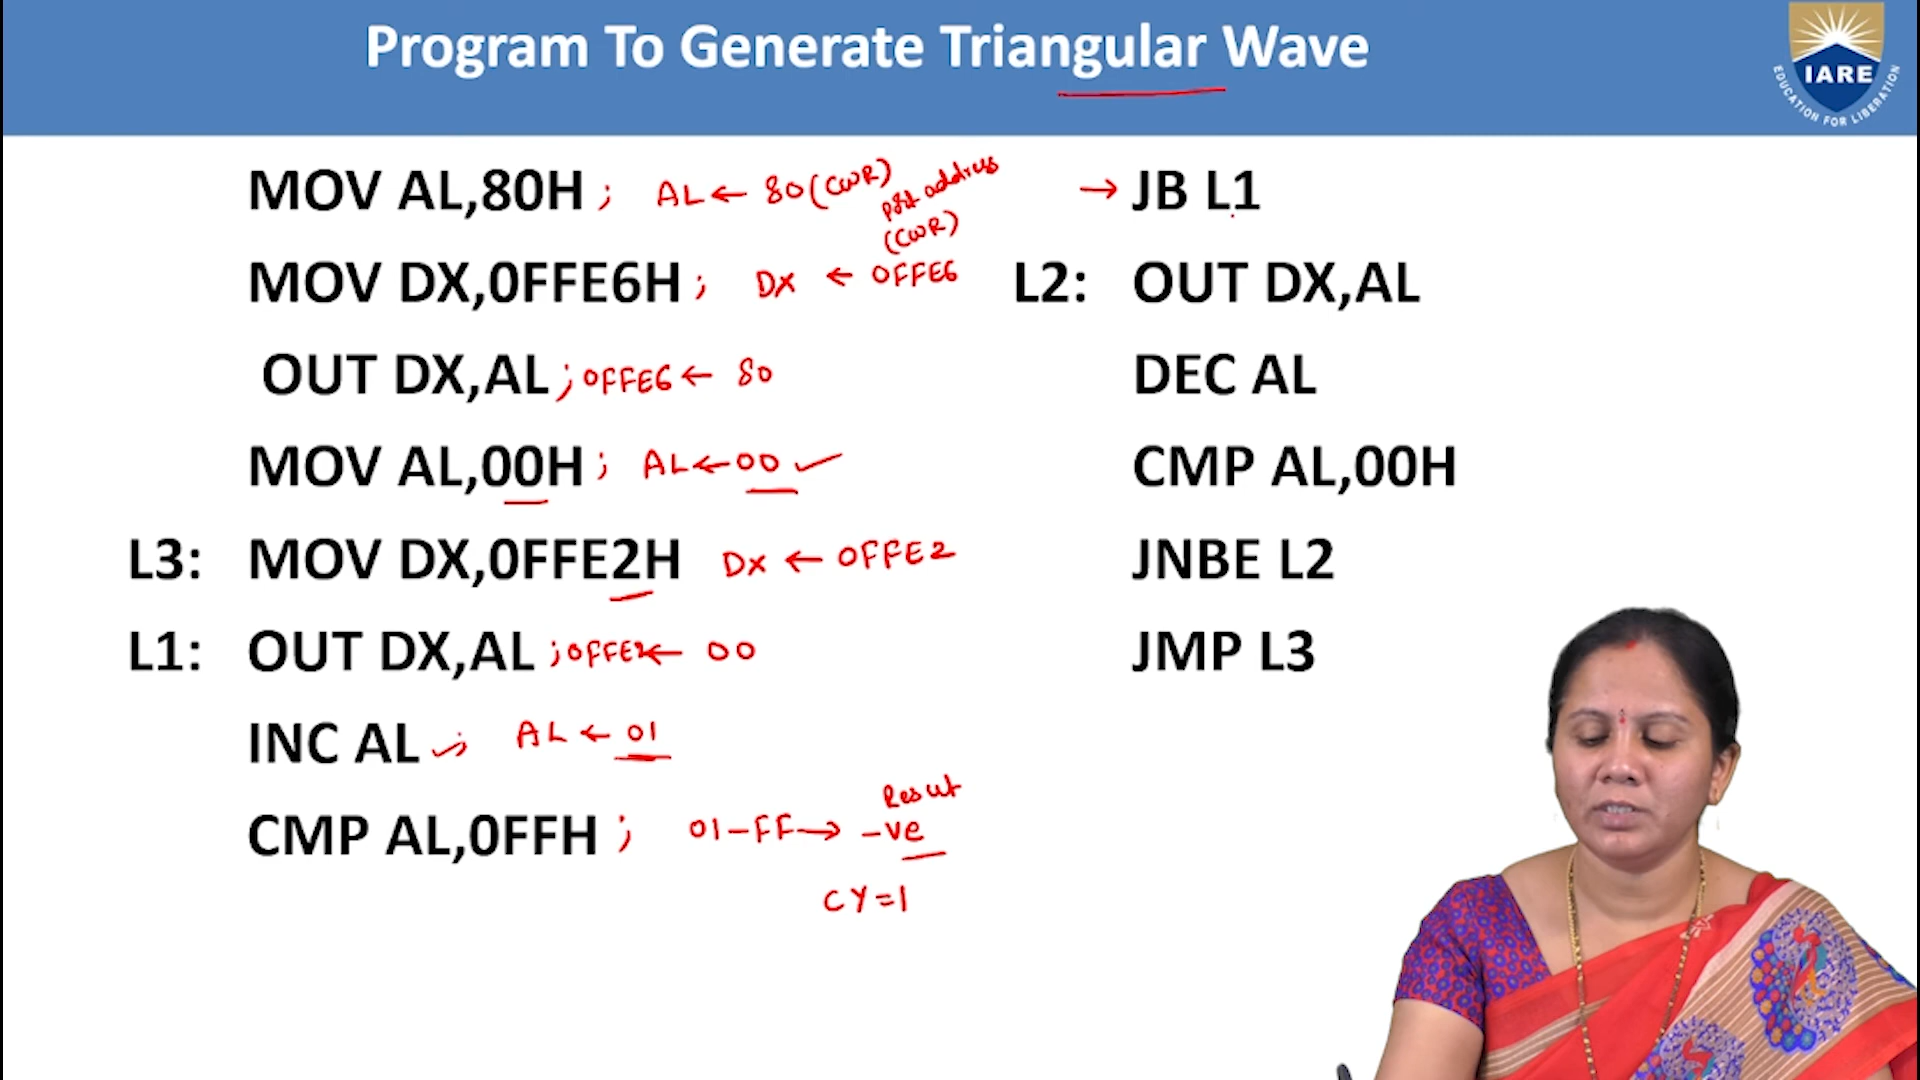 Program To Generate Triangular Wave
IARE
EDUCATION FOR LIBERATION
MOV AL,80H ; AL ← 80 (CWR)
port address
(CWR)
MOV DX,0FFE6H ; DX ← 0FFE6
OUT DX,AL ; 0FFE6 ← 80
MOV AL,00H ; AL ← 00 ✓
L3: MOV DX,0FFE2H DX ← 0FFE2
L1: OUT DX,AL ; 0FFE2 ← 00
INC AL ; AL ← 01
CMP AL,0FFH ; 01-FF → -ve
Result
CY=1
→ JB L1
L2: OUT DX,AL
DEC AL
CMP AL,00H
JNBE L2
JMP L3